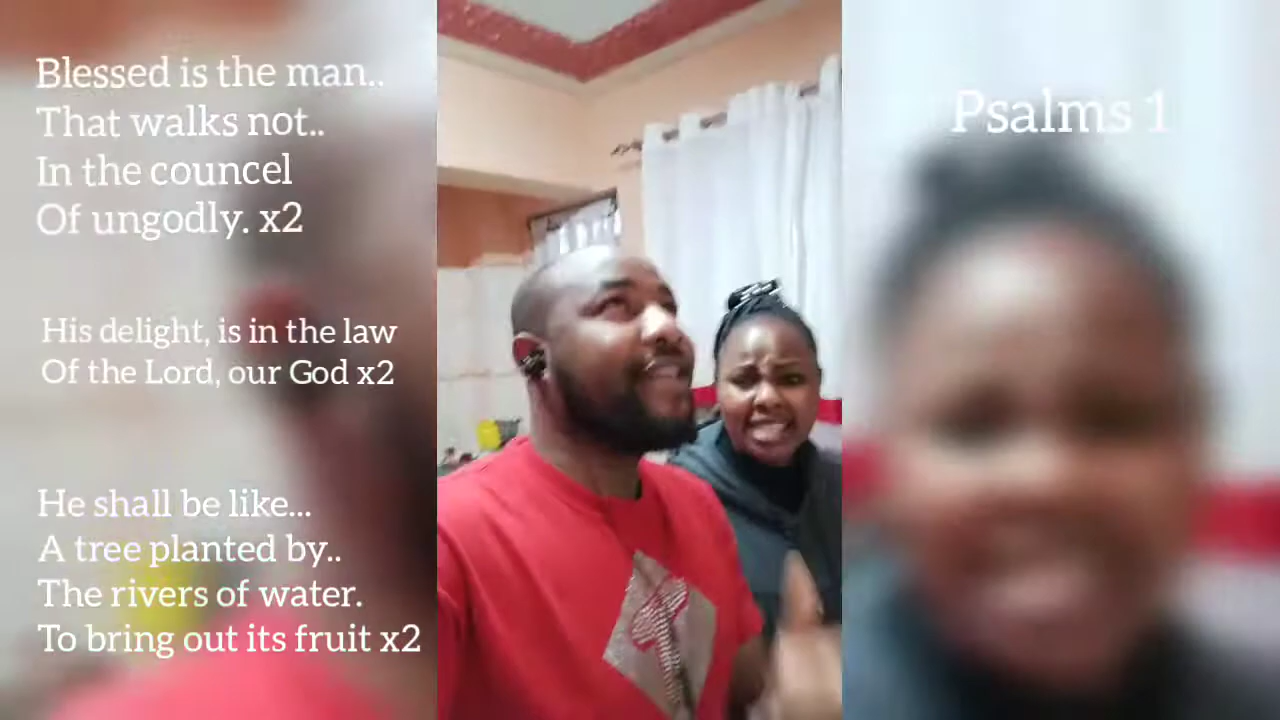 Blessed is the man..
That walks not..
In the councel
Of ungodly. x2
His delight, is in the law
Of the Lord, our God x2
He shall be like...
A tree planted by..
The rivers of water.
To bring out its fruit x2
Psalms 1